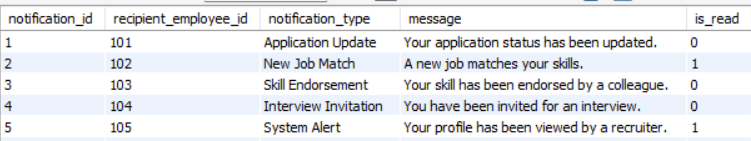 notification_id recipient_employee_id notification_type message is_read
1 101 Application Update Your application status has been updated. 0
2 102 New Job Match A new job matches your skills. 1
3 103 Skill Endorsement Your skill has been endorsed by a colleague. 0
4 104 Interview Invitation You have been invited for an interview. 0
5 105 System Alert Your profile has been viewed by a recruiter. 1